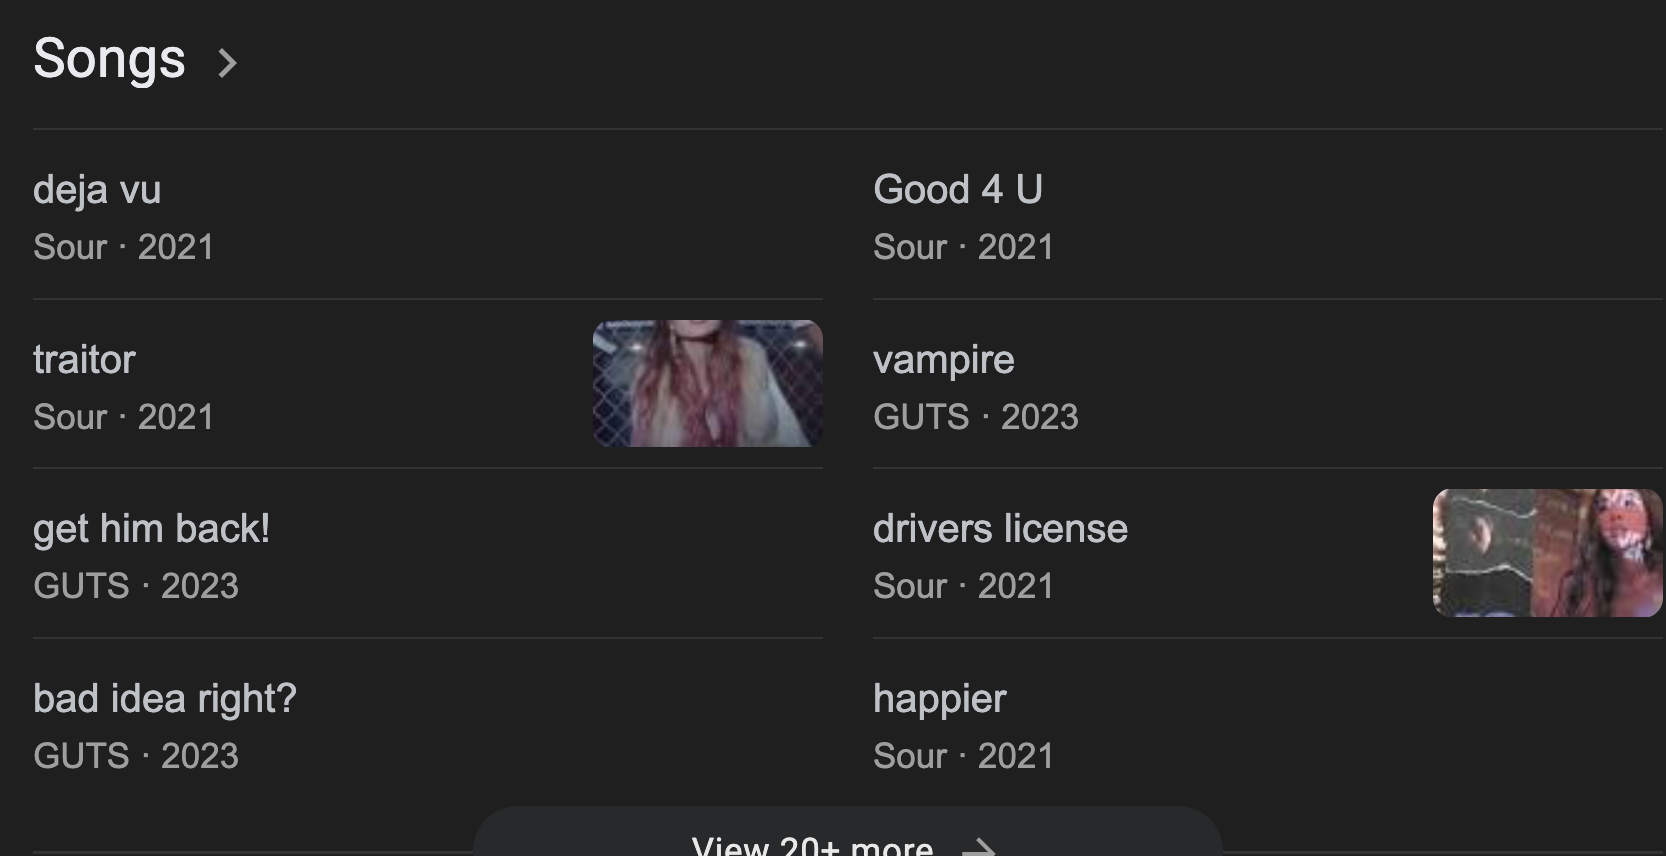 Songs
deja vu
Sour · 2021
Good 4 U
Sour · 2021
traitor
Sour · 2021
vampire
GUTS · 2023
get him back!
GUTS · 2023
drivers license
Sour · 2021
bad idea right?
GUTS · 2023
happier
Sour · 2021
View 20+ more